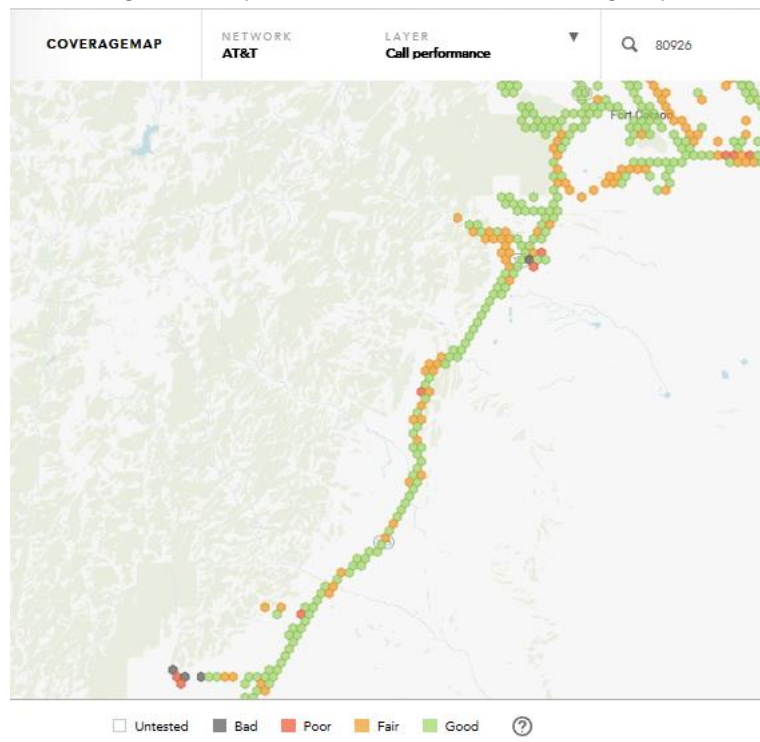 COVERAGEMAP
NETWORK
AT&T
LAYER
Call performance
80926
Fort Carson
Untested
Bad
Poor
Fair
Good
?